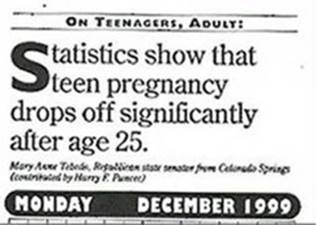 ON TEENAGERS, ADULT:
Statistics show that
teen pregnancy
drops off significantly
after age 25.
Mary Anne Tebedo, Republican state senator from Colorado Springs
(contributed by Harry F. Puncec)
MONDAY DECEMBER 1999